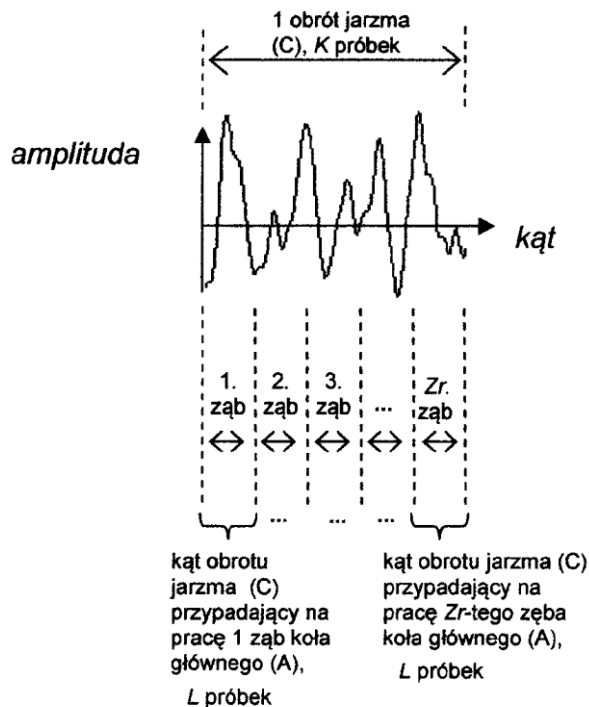 1 obrót jarzma
(C), K próbek
amplituda
kąt
1.
ząb
2.
ząb
3.
ząb
...
Zr.
ząb
...
...
...
kąt obrotu
jarzma (C)
przypadający na
pracę 1 ząb koła
głównego (A),
L próbek
kąt obrotu jarzma (C)
przypadający na
pracę Zr-tego zęba
koła głównego (A),
L próbek